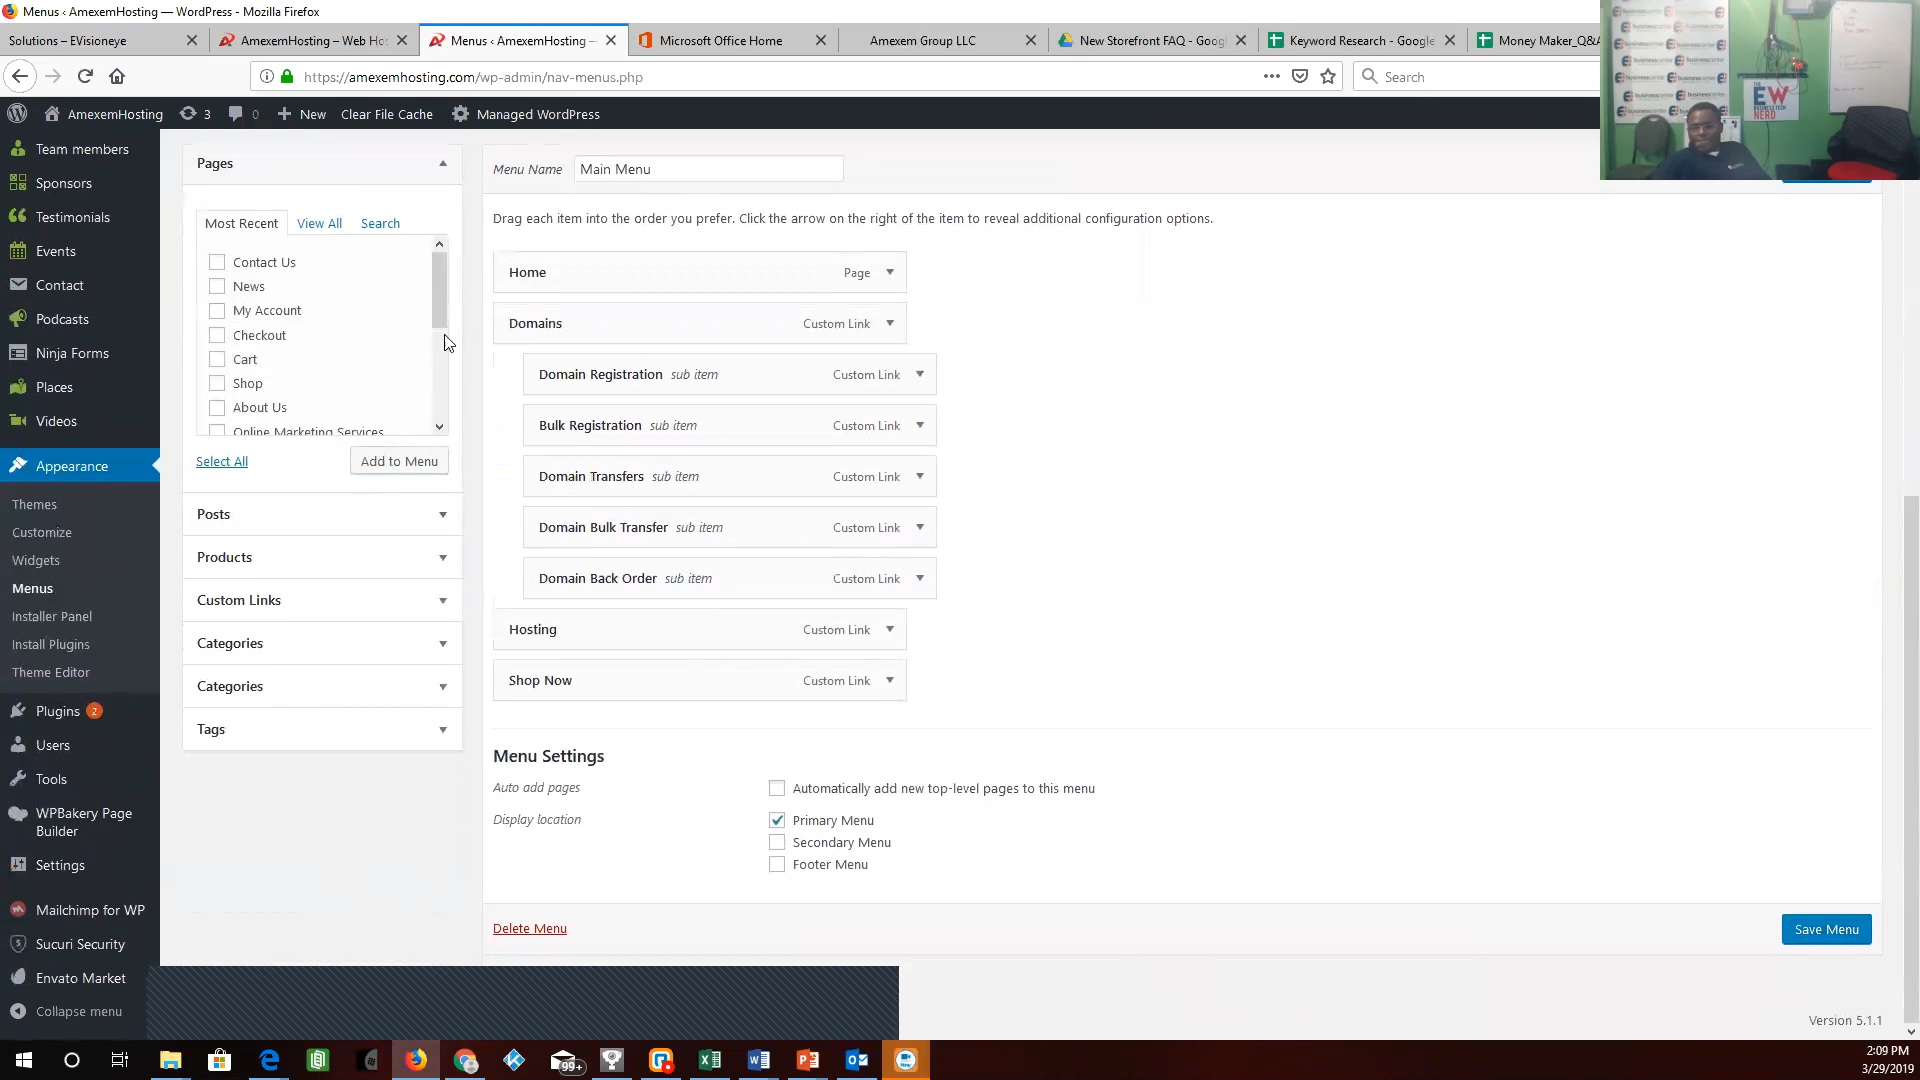 Menus ‹ AmexemHosting — WordPress - Mozilla Firefox
Solutions – EVisioneye
AmexemHosting – Web Ho
Menus ‹ AmexemHosting —
Microsoft Office Home
Amexem Group LLC
New Storefront FAQ - Goog
Keyword Research - Google
Money Maker_Q&A
https://amexemhosting.com/wp-admin/nav-menus.php
Search
AmexemHosting
3
0
New
Clear File Cache
Managed WordPress
Team members
Sponsors
Testimonials
Events
Contact
Podcasts
Ninja Forms
Places
Videos
Appearance
Themes
Customize
Widgets
Menus
Installer Panel
Install Plugins
Theme Editor
Plugins 2
Users
Tools
WPBakery Page
Builder
Settings
Mailchimp for WP
Sucuri Security
Envato Market
Collapse menu
Pages
Most Recent
View All
Search
Contact Us
News
My Account
Checkout
Cart
Shop
About Us
Online Marketing Services
Select All
Add to Menu
Posts
Products
Custom Links
Categories
Categories
Tags
Menu Name Main Menu
Drag each item into the order you prefer. Click the arrow on the right of the item to reveal additional configuration options.
Home Page
Domains Custom Link
Domain Registration sub item Custom Link
Bulk Registration sub item Custom Link
Domain Transfers sub item Custom Link
Domain Bulk Transfer sub item Custom Link
Domain Back Order sub item Custom Link
Hosting Custom Link
Shop Now Custom Link
Menu Settings
Auto add pages Automatically add new top-level pages to this menu
Display location Primary Menu
Secondary Menu
Footer Menu
Delete Menu
Save Menu
Version 5.1.1
THE
EW
BUSINESS TECH
NERD
99+
2:09 PM
3/29/2019